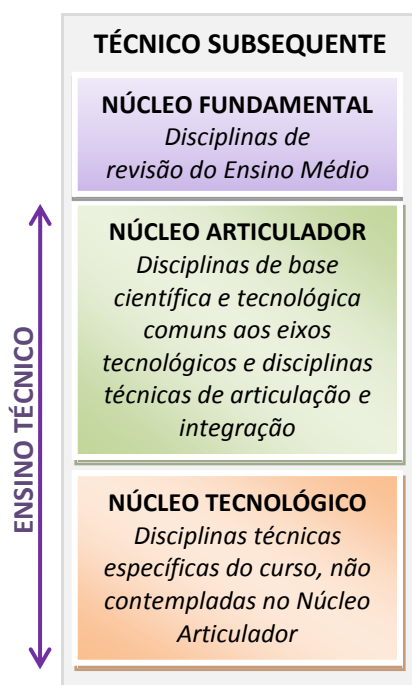 TÉCNICO SUBSEQUENTE
NÚCLEO FUNDAMENTAL
Disciplinas de
revisão do Ensino Médio
NÚCLEO ARTICULADOR
Disciplinas de base
científica e tecnológica
comuns aos eixos
tecnológicos e disciplinas
técnicas de articulação e
integração
NÚCLEO TECNOLÓGICO
Disciplinas técnicas
específicas do curso, não
contempladas no Núcleo
Articulador
ENSINO TÉCNICO